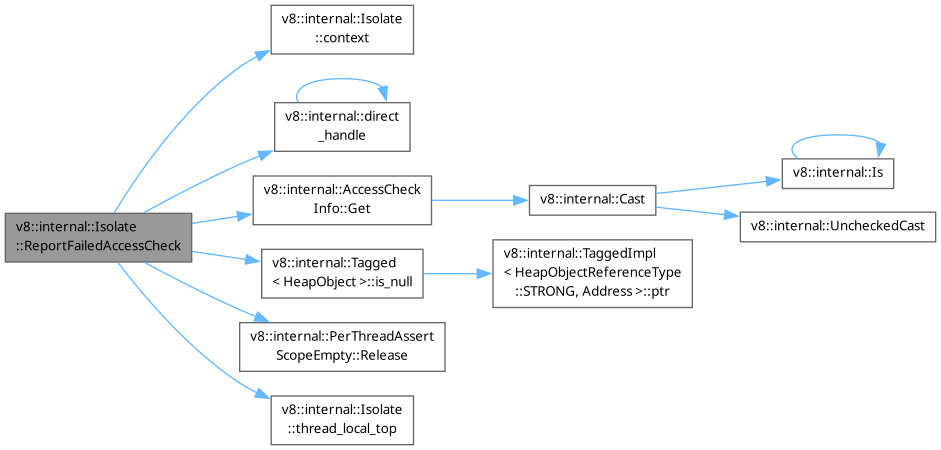 v8::internal::Isolate
::context
v8::internal::direct
_handle
v8::internal::Is
v8::internal::AccessCheck
Info::Get
v8::internal::Cast
v8::internal::UncheckedCast
v8::internal::Isolate
::ReportFailedAccessCheck
v8::internal::Tagged
< HeapObject >::is_null
v8::internal::TaggedImpl
< HeapObjectReferenceType
::STRONG, Address >::ptr
v8::internal::PerThreadAssert
ScopeEmpty::Release
v8::internal::Isolate
::thread_local_top